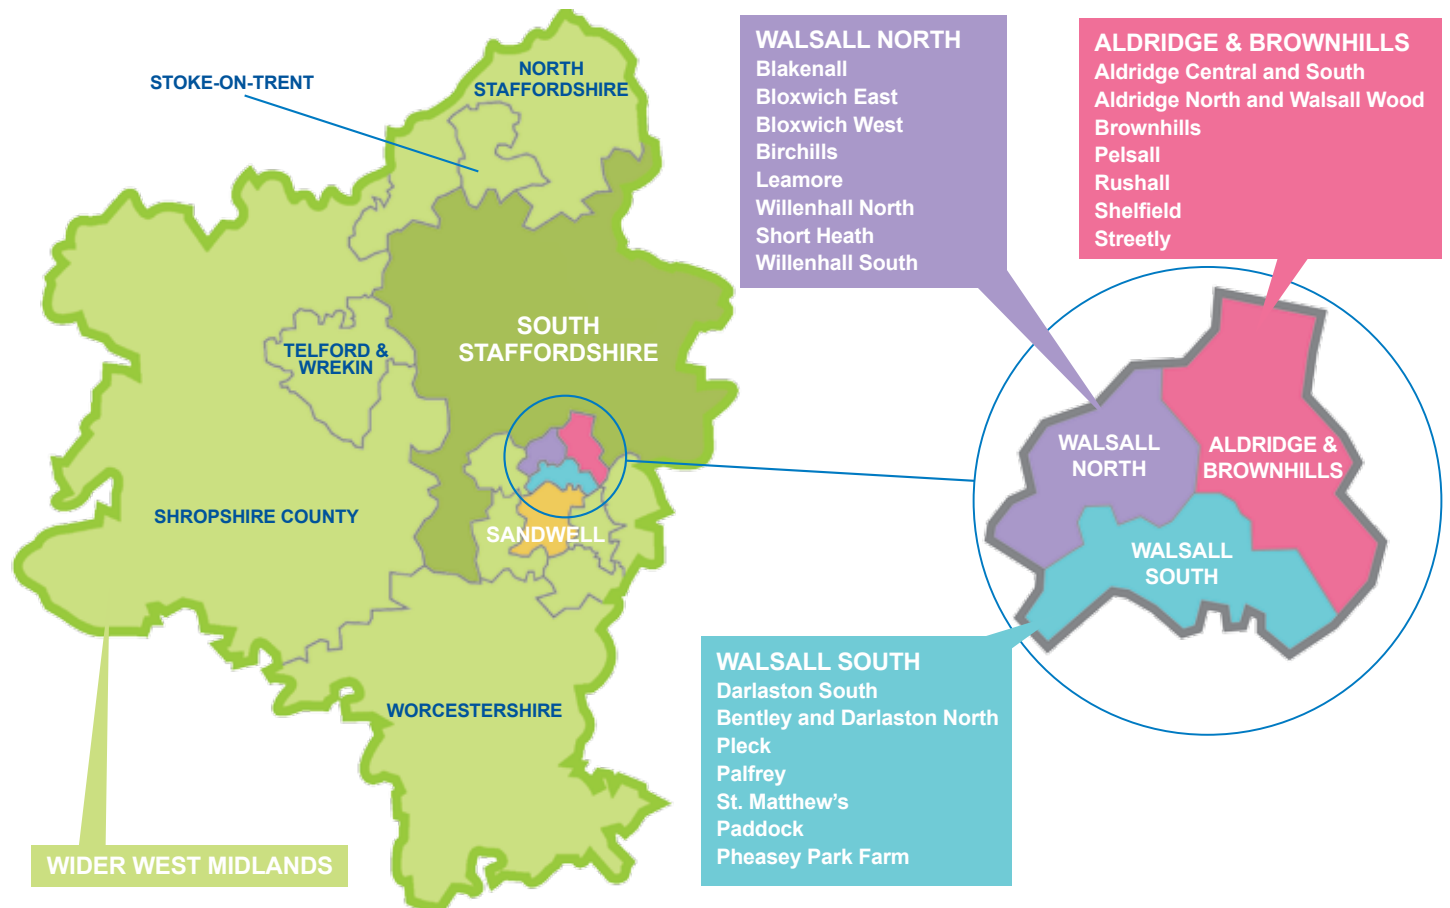 STOKE-ON-TRENT
NORTH
STAFFORDSHIRE
TELFORD &
WREKIN
SOUTH
STAFFORDSHIRE
SHROPSHIRE COUNTY
SANDWELL
WORCESTERSHIRE
WIDER WEST MIDLANDS
WALSALL NORTH
Blakenall
Bloxwich East
Bloxwich West
Birchills
Leamore
Willenhall North
Short Heath
Willenhall South
ALDRIDGE & BROWNHILLS
Aldridge Central and South
Aldridge North and Walsall Wood
Brownhills
Pelsall
Rushall
Shelfield
Streetly
WALSALL
NORTH
ALDRIDGE &
BROWNHILLS
WALSALL
SOUTH
WALSALL SOUTH
Darlaston South
Bentley and Darlaston North
Pleck
Palfrey
St. Matthew’s
Paddock
Pheasey Park Farm